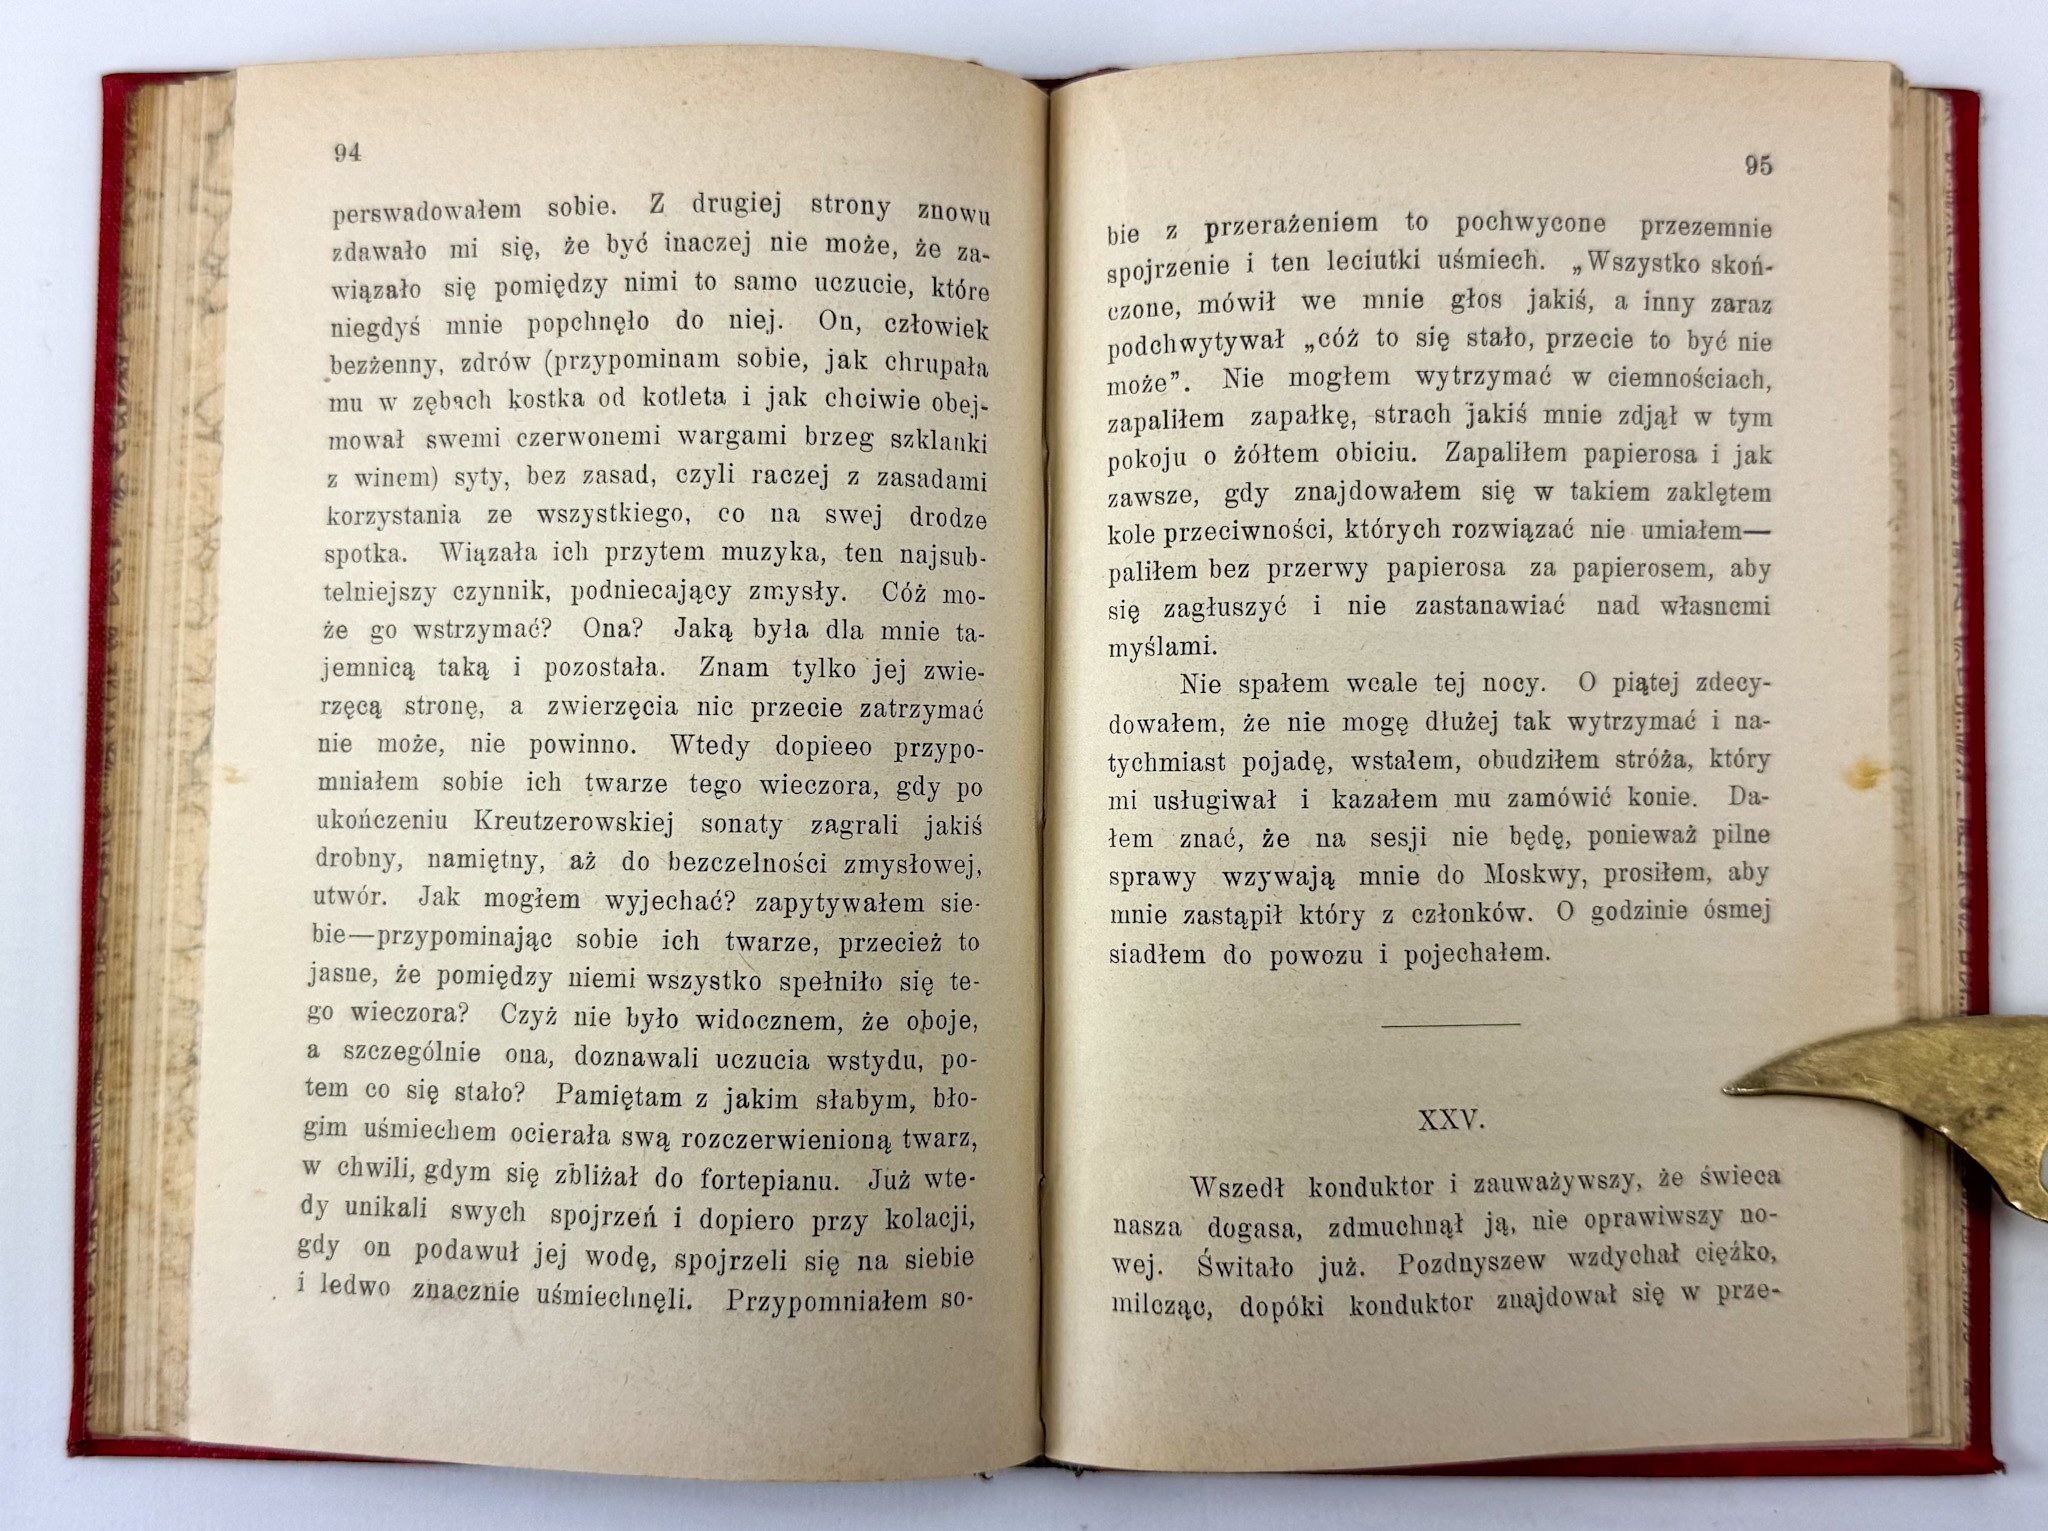 94
perswadowałem sobie. Z drugiej strony znowu
zdawało mi się, że być inaczej nie może, że za-
wiązało się pomiędzy nimi to samo uczucie, które
niegdyś mnie popchnęło do niej. On, człowiek
bezżenny, zdrów (przypominam sobie, jak chrupała
mu w zębach kostka od kotleta i jak chciwie obej-
mował swemi czerwonemi wargami brzeg szklanki
z winem) syty, bez zasad, czyli raczej z zasadami
korzystania ze wszystkiego, co na swej drodze
spotka. Wiązała ich przytem muzyka, ten najsub-
telniejszy czynnik, podniecający zmysły. Cóż mo-
że go wstrzymać? Ona? Jaką była dla mnie ta-
jemnicą taką i pozostała. Znam tylko jej zwie-
rzęcą stronę, a zwierzęcia nic przecie zatrzymać
nie może, nie powinno. Wtedy dopieeo przypo-
mniałem sobie ich twarze tego wieczora, gdy po
ukończeniu Kreutzerowskiej sonaty zagrali jakiś
drobny, namiętny, aż do bezczelności zmysłowej,
utwór. Jak mogłem wyjechać? zapytywałem sie-
bie—przypominając sobie ich twarze, przecież to
jasne, że pomiędzy niemi wszystko spełniło się te-
go wieczora? Czyż nie było widocznem, że oboje,
a szczególnie ona, doznawali uczucia wstydu, po-
tem co się stało? Pamiętam z jakim słabym, bło-
gim uśmiechem ocierała swą rozczerwienioną twarz,
w chwili, gdym się zbliżał do fortepianu. Już wte-
dy unikali swych spojrzeń i dopiero przy kolacji,
gdy on podawuł jej wodę, spojrzeli się na siebie
i ledwo znacznie uśmiechnęli. Przypomniałem so-
95
bie z przerażeniem to pochwycone przezemnie
spojrzenie i ten leciutki uśmiech. „Wszystko skoń-
czone, mówił we mnie głos jakiś, a inny zaraz
podchwytywał „cóż to się stało, przecie to być nie
może”. Nie mogłem wytrzymać w ciemnościach,
zapaliłem zapałkę, strach jakiś mnie zdjął w tym
pokoju o żółtem obiciu. Zapaliłem papierosa i jak
zawsze, gdy znajdowałem się w takiem zaklętem
kole przeciwności, których rozwiązać nie umiałem—
paliłem bez przerwy papierosa za papierosem, aby
się zagłuszyć i nie zastanawiać nad własnemi
myślami.
Nie spałem wcale tej nocy. O piątej zdecy-
dowałem, że nie mogę dłużej tak wytrzymać i na-
tychmiast pojadę, wstałem, obudziłem stróża, który
mi usługiwał i kazałem mu zamówić konie. Da-
łem znać, że na sesji nie będę, ponieważ pilne
sprawy wzywają mnie do Moskwy, prosiłem, aby
mnie zastąpił który z członków. O godzinie ósmej
siadłem do powozu i pojechałem.
XXV.
Wszedł konduktor i zauważywszy, że świeca
nasza dogasa, zdmuchnął ją, nie oprawiwszy no-
wej. Świtało już. Pozdnyszew wzdychał ciężko,
milcząc, dopóki konduktor znajdował się w prze-